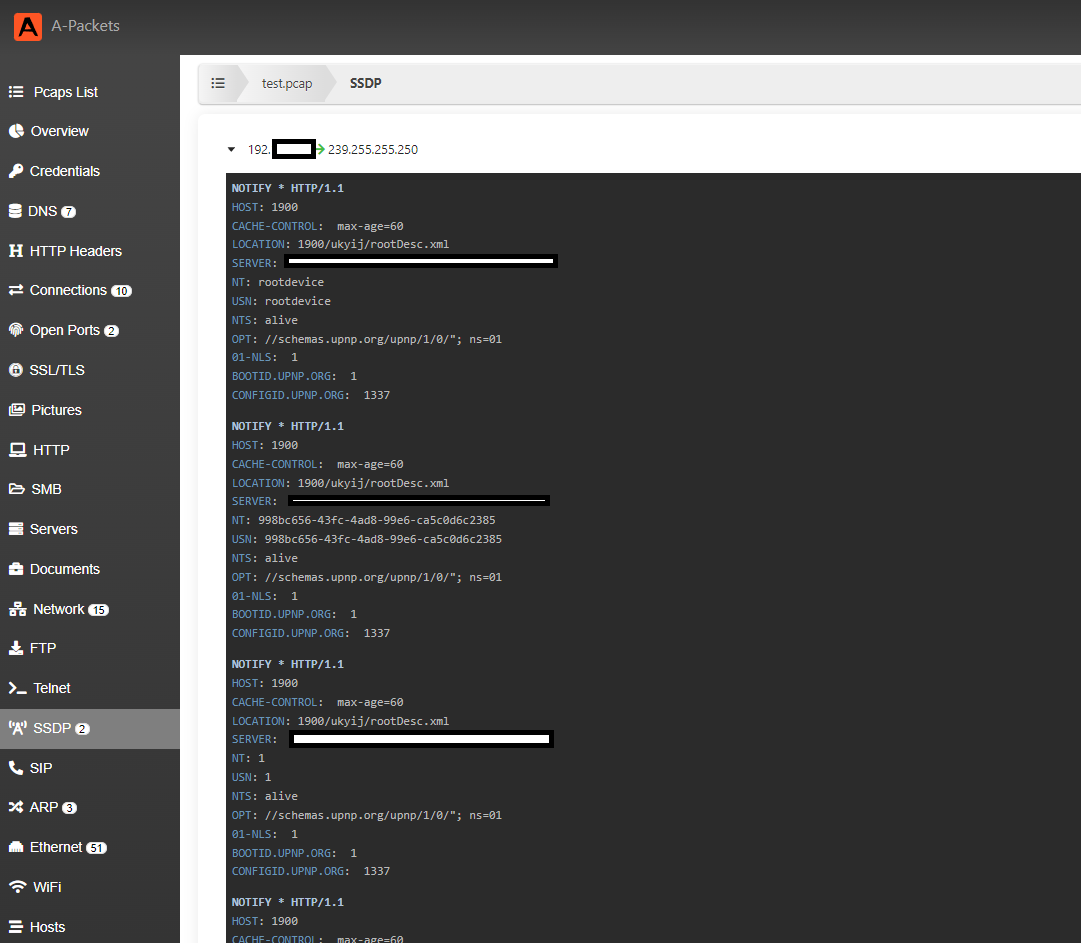 A A-Packets
Pcaps List
Overview
Credentials
DNS 7
HTTP Headers
Connections 10
Open Ports 2
SSL/TLS
Pictures
HTTP
SMB
Servers
Documents
Network 15
FTP
Telnet
SSDP 2
SIP
ARP 3
Ethernet 51
WiFi
Hosts
test.pcap SSDP
192. 239.255.255.250
NOTIFY * HTTP/1.1
HOST: 1900
CACHE-CONTROL: max-age=60
LOCATION: 1900/ukyij/rootDesc.xml
SERVER:
NT: rootdevice
USN: rootdevice
NTS: alive
OPT: //schemas.upnp.org/upnp/1/0/"; ns=01
01-NLS: 1
BOOTID.UPNP.ORG: 1
CONFIGID.UPNP.ORG: 1337
NOTIFY * HTTP/1.1
HOST: 1900
CACHE-CONTROL: max-age=60
LOCATION: 1900/ukyij/rootDesc.xml
SERVER:
NT: 998bc656-43fc-4ad8-99e6-ca5c0d6c2385
USN: 998bc656-43fc-4ad8-99e6-ca5c0d6c2385
NTS: alive
OPT: //schemas.upnp.org/upnp/1/0/"; ns=01
01-NLS: 1
BOOTID.UPNP.ORG: 1
CONFIGID.UPNP.ORG: 1337
NOTIFY * HTTP/1.1
HOST: 1900
CACHE-CONTROL: max-age=60
LOCATION: 1900/ukyij/rootDesc.xml
SERVER:
NT: 1
USN: 1
NTS: alive
OPT: //schemas.upnp.org/upnp/1/0/"; ns=01
01-NLS: 1
BOOTID.UPNP.ORG: 1
CONFIGID.UPNP.ORG: 1337
NOTIFY * HTTP/1.1
HOST: 1900
CACHE-CONTROL: max-age=60